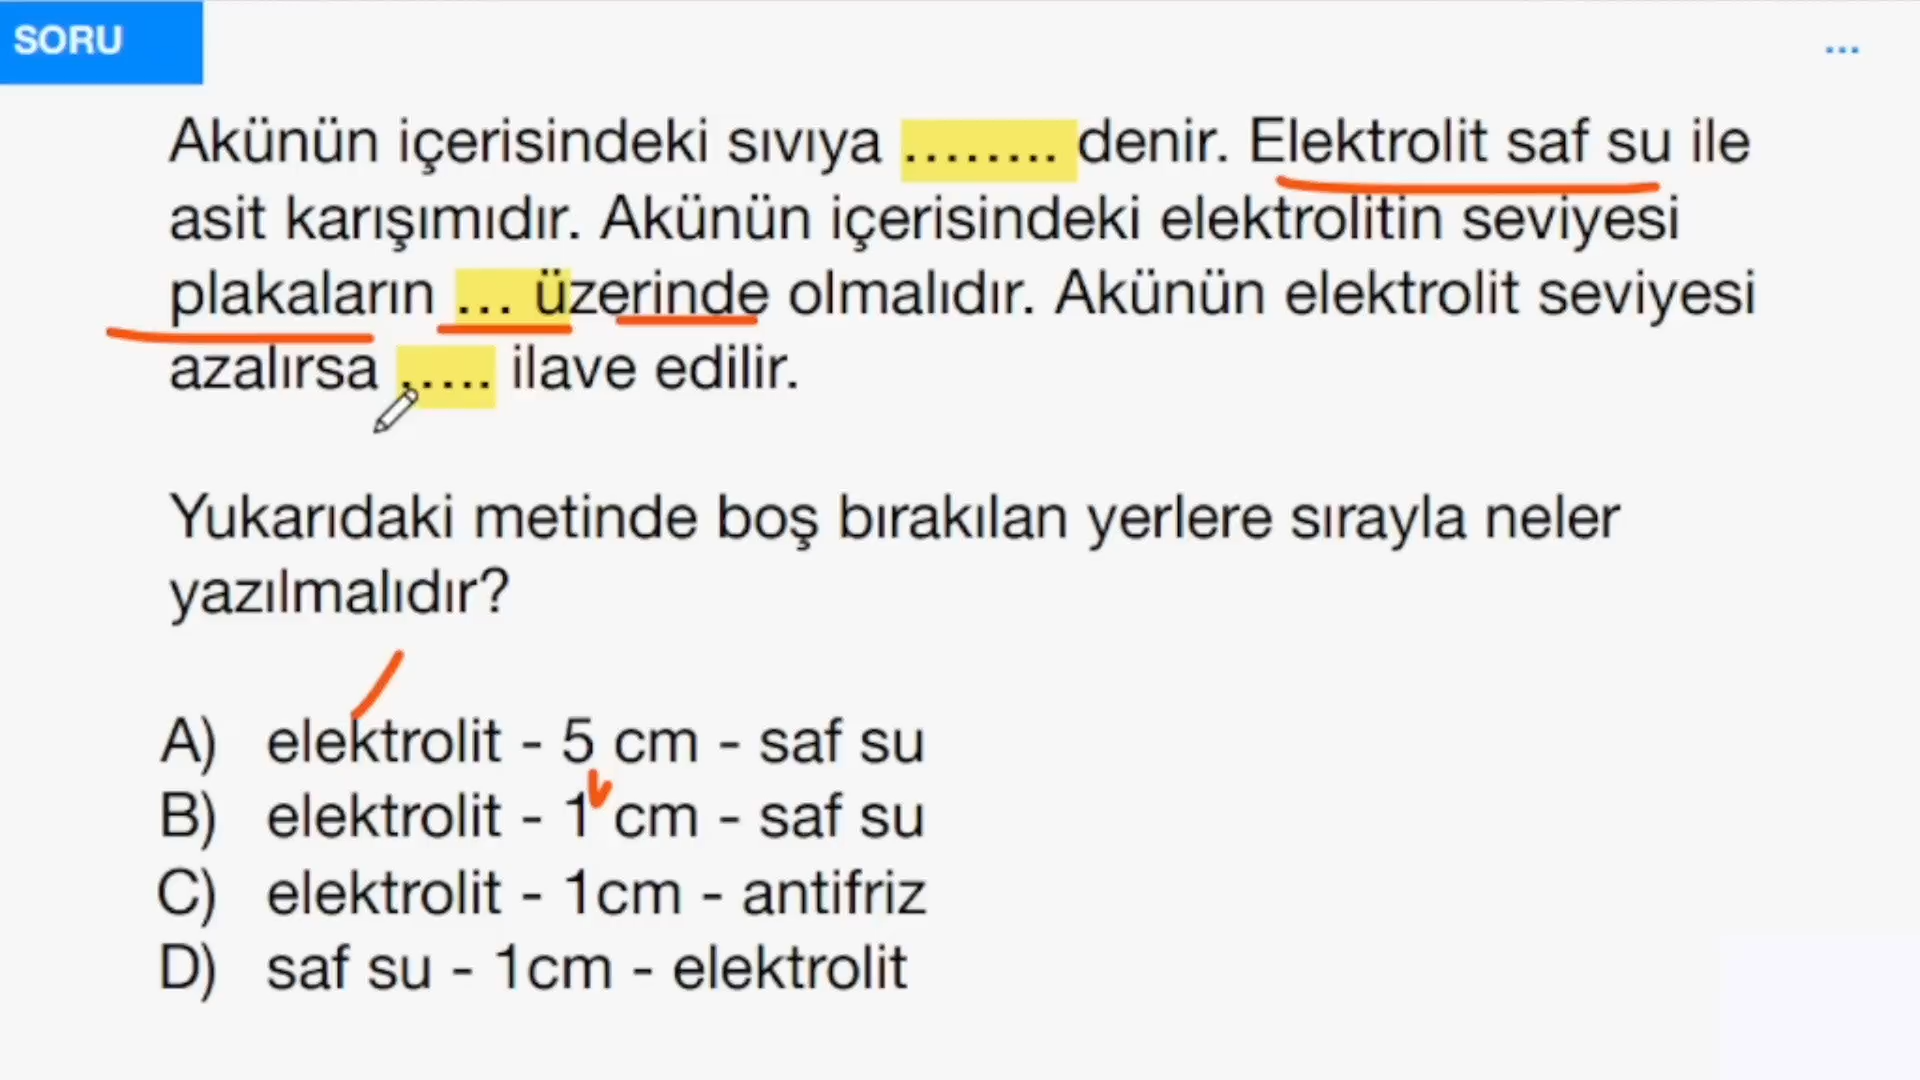 SORU
...
Akünün içerisindeki sıvıya ........ denir. Elektrolit saf su ile
asit karışımıdır. Akünün içerisindeki elektrolitin seviyesi
plakaların ... üzerinde olmalıdır. Akünün elektrolit seviyesi
azalırsa ..... ilave edilir.
Yukarıdaki metinde boş bırakılan yerlere sırayla neler
yazılmalıdır?
A) elektrolit - 5 cm - saf su
B) elektrolit - 1 cm - saf su
C) elektrolit - 1cm - antifriz
D) saf su - 1cm - elektrolit